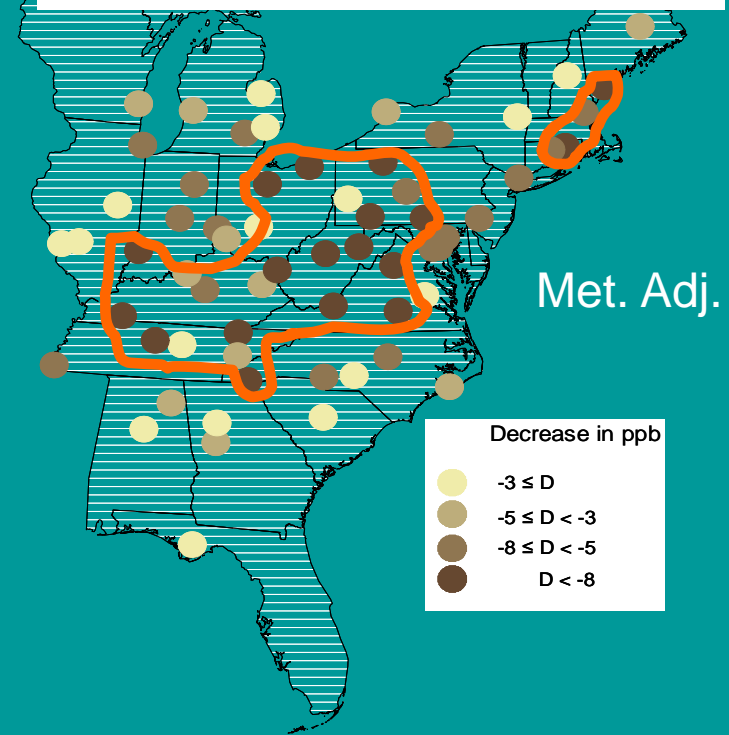 Met. Adj.
Decrease in ppb
-3 ≤ D
-5 ≤ D < -3
-8 ≤ D < -5
D < -8